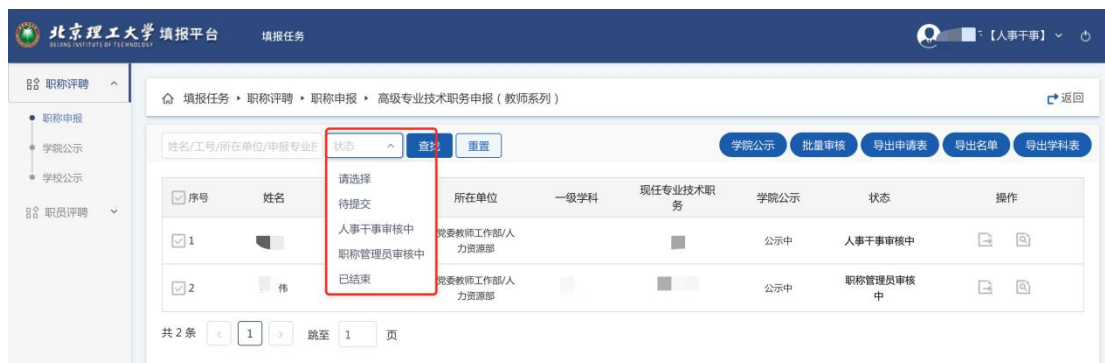 北京理工大学 填报平台 填报任务 【人事干事】
BEIJING INSTITUTE OF TECHNOLOGY
职称评聘
职称申报
学院公示
学校公示
职员评聘
填报任务 职称评聘 职称申报 高级专业技术职务申报(教师系列) 返回
姓名/工号/所在单位/申报专业技 状态 查找 重置 学院公示 批量审核 导出申请表 导出名单 导出学科表
请选择
待提交
人事干事审核中
职称管理员审核中
已结束
序号 姓名 所在单位 一级学科 现任专业技术职务 学院公示 状态 操作
1 党委教师工作部/人力资源部 公示中 人事干事审核中
2 伟 党委教师工作部/人力资源部 公示中 职称管理员审核中
共 2 条 < 1 > 跳至 1 页